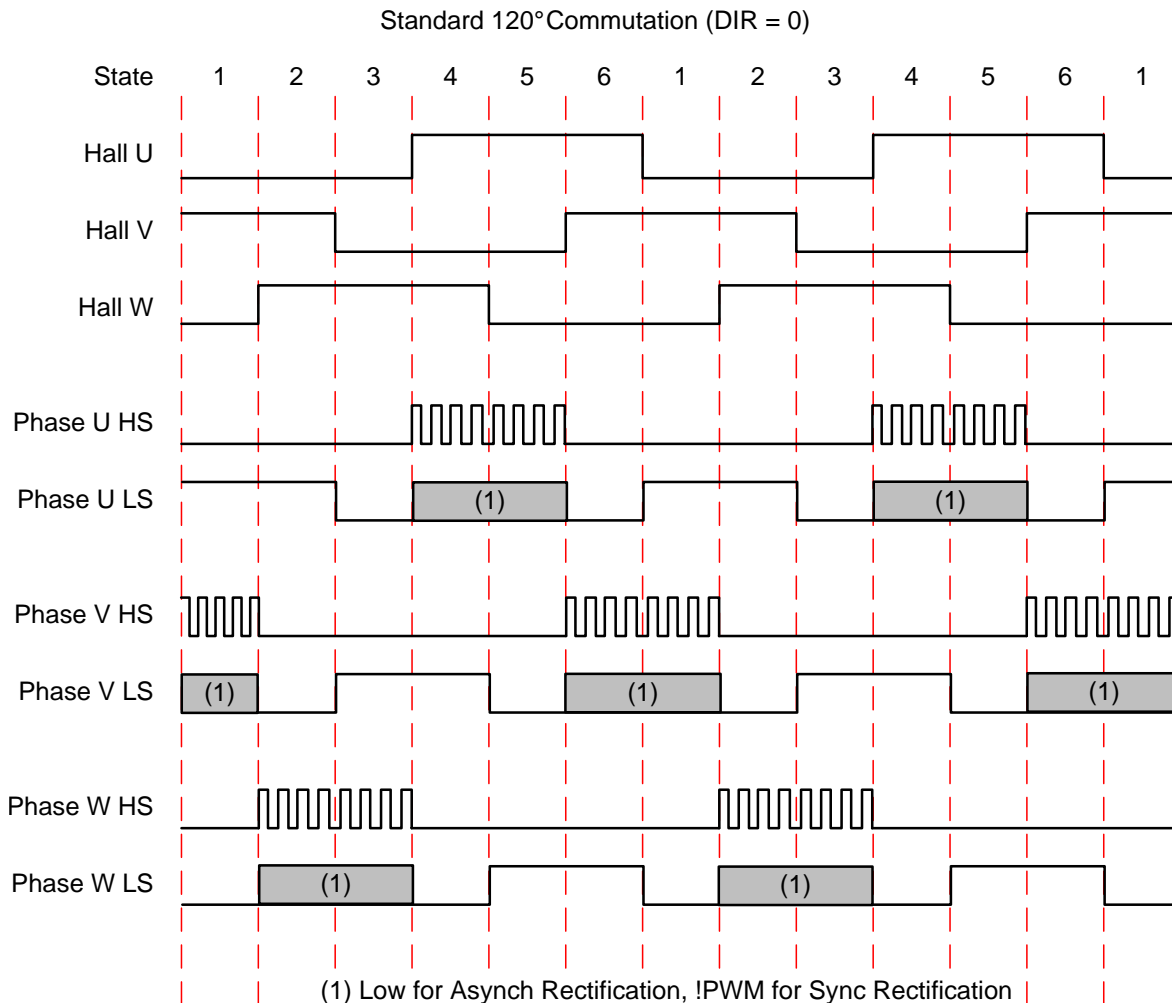 Standard 120°Commutation (DIR = 0)
State 1 2 3 4 5 6 1 2 3 4 5 6 1
Hall U
Hall V
Hall W
Phase U HS
Phase U LS (1) (1)
Phase V HS
Phase V LS (1) (1) (1)
Phase W HS
Phase W LS (1) (1)
(1) Low for Asynch Rectification, !PWM for Sync Rectification